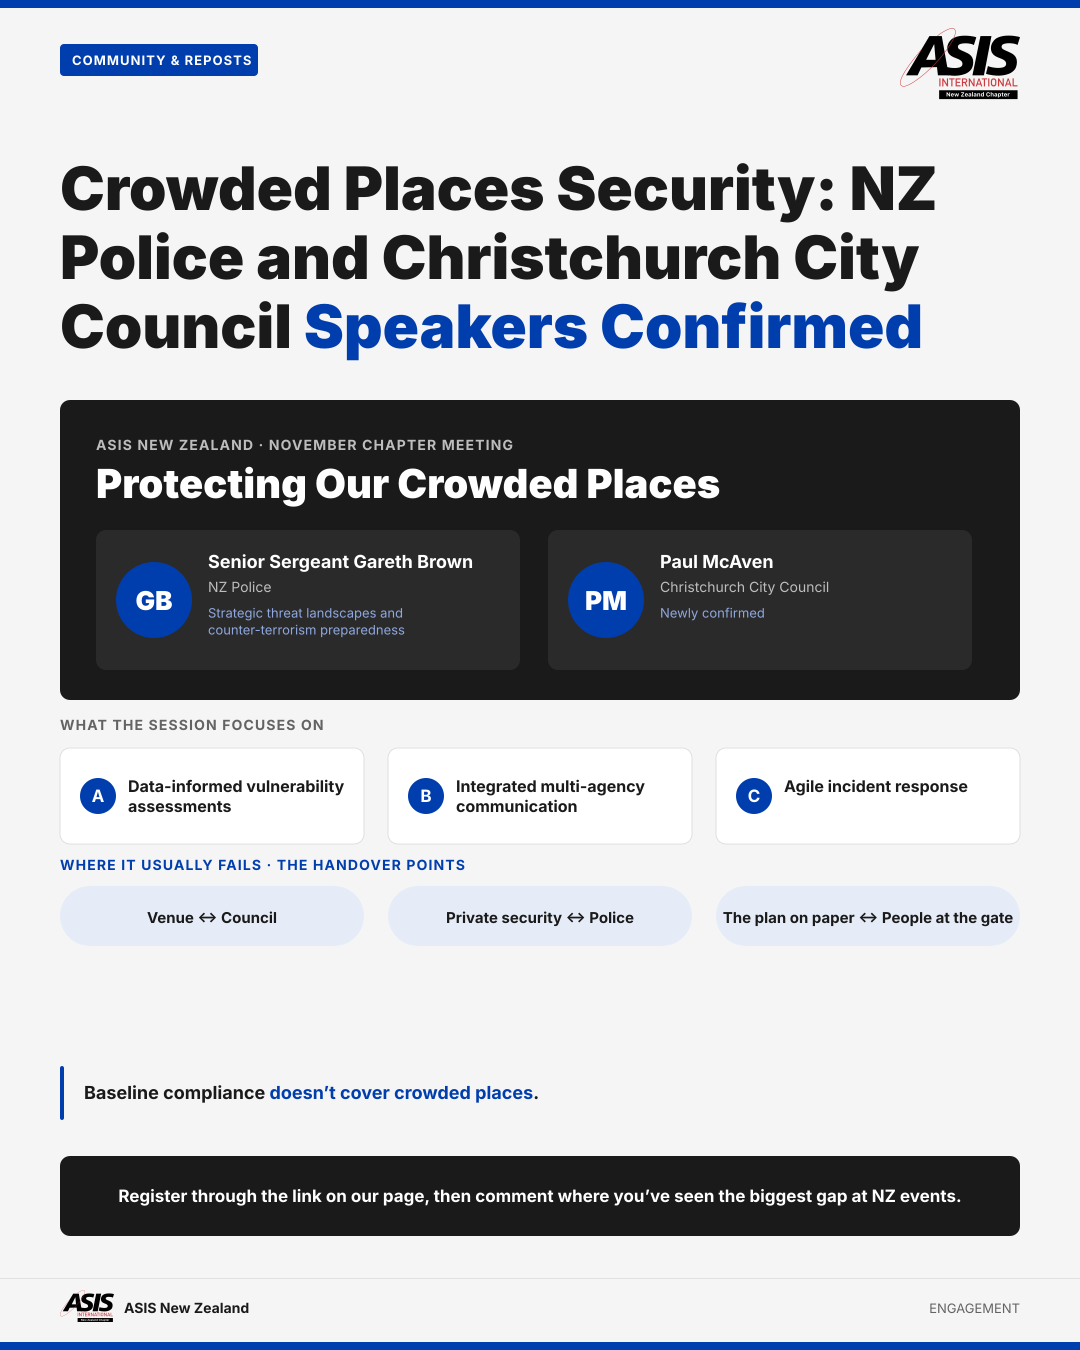 COMMUNITY & REPOSTS
ASIS
INTERNATIONAL
New Zealand Chapter
Crowded Places Security: NZ
Police and Christchurch City
Council Speakers Confirmed
ASIS NEW ZEALAND · NOVEMBER CHAPTER MEETING
Protecting Our Crowded Places
GB
Senior Sergeant Gareth Brown
NZ Police
Strategic threat landscapes and
counter-terrorism preparedness
PM
Paul McAven
Christchurch City Council
Newly confirmed
WHAT THE SESSION FOCUSES ON
A
Data-informed vulnerability
assessments
B
Integrated multi-agency
communication
C
Agile incident response
WHERE IT USUALLY FAILS · THE HANDOVER POINTS
Venue ↔ Council
Private security ↔ Police
The plan on paper ↔ People at the gate
Baseline compliance doesn’t cover crowded places.
Register through the link on our page, then comment where you’ve seen the biggest gap at NZ events.
ASIS
INTERNATIONAL
New Zealand Chapter
ASIS New Zealand
ENGAGEMENT